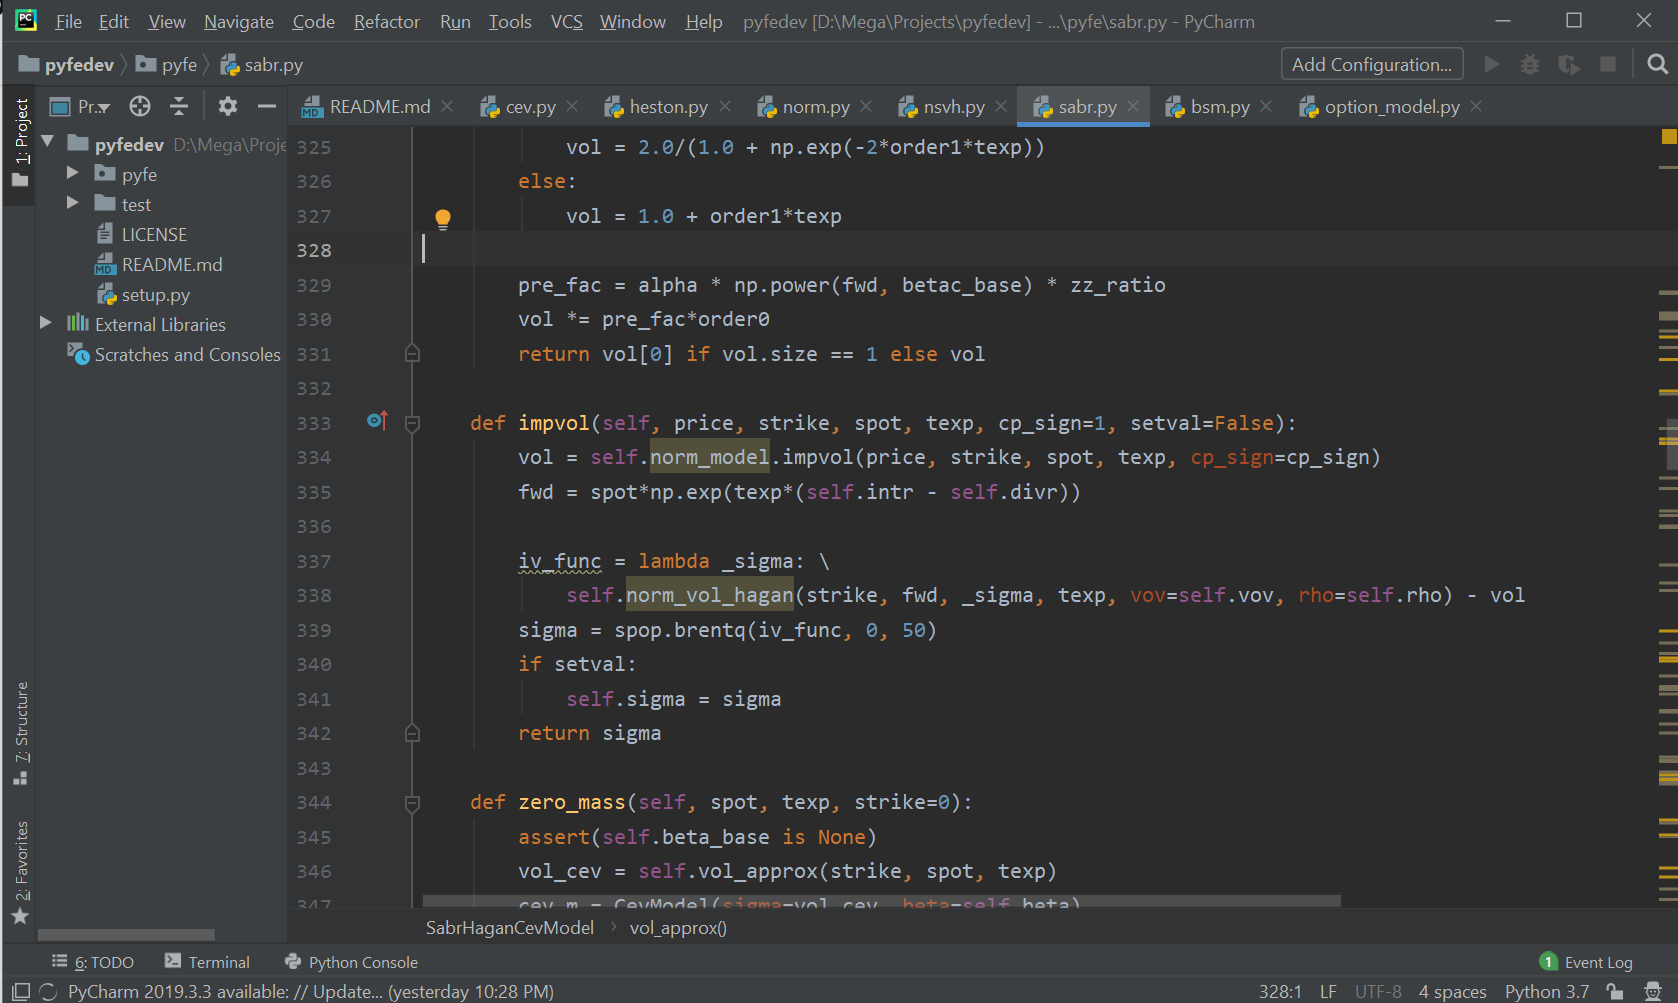 File Edit View Navigate Code Refactor Run Tools VCS Window Help pyfedev [D:\Mega\Projects\pyfedev] - ...\pyfe\sabr.py - PyCharm
pyfedev pyfe sabr.py Add Configuration...
Pr.. README.md cev.py heston.py norm.py nsvh.py sabr.py bsm.py option_model.py
1: Project
7: Structure
2: Favorites
pyfedev D:\Mega\Proje
pyfe
test
LICENSE
README.md
setup.py
External Libraries
Scratches and Consoles
325 vol = 2.0/(1.0 + np.exp(-2*order1*texp))
326 else:
327 vol = 1.0 + order1*texp
328
329 pre_fac = alpha * np.power(fwd, betac_base) * zz_ratio
330 vol *= pre_fac*order0
331 return vol[0] if vol.size == 1 else vol
332
333 def impvol(self, price, strike, spot, texp, cp_sign=1, setval=False):
334 vol = self.norm_model.impvol(price, strike, spot, texp, cp_sign=cp_sign)
335 fwd = spot*np.exp(texp*(self.intr - self.divr))
336
337 iv_func = lambda _sigma: \
338 self.norm_vol_hagan(strike, fwd, _sigma, texp, vov=self.vov, rho=self.rho) - vol
339 sigma = spop.brentq(iv_func, 0, 50)
340 if setval:
341 self.sigma = sigma
342 return sigma
343
344 def zero_mass(self, spot, texp, strike=0):
345 assert(self.beta_base is None)
346 vol_cev = self.vol_approx(strike, spot, texp)
347 cev_m = CevModel(sigma=vol_cev, beta=self.beta)
SabrHaganCevModel vol_approx()
6: TODO Terminal Python Console 1 Event Log
PyCharm 2019.3.3 available: // Update... (yesterday 10:28 PM) 328:1 LF UTF-8 4 spaces Python 3.7